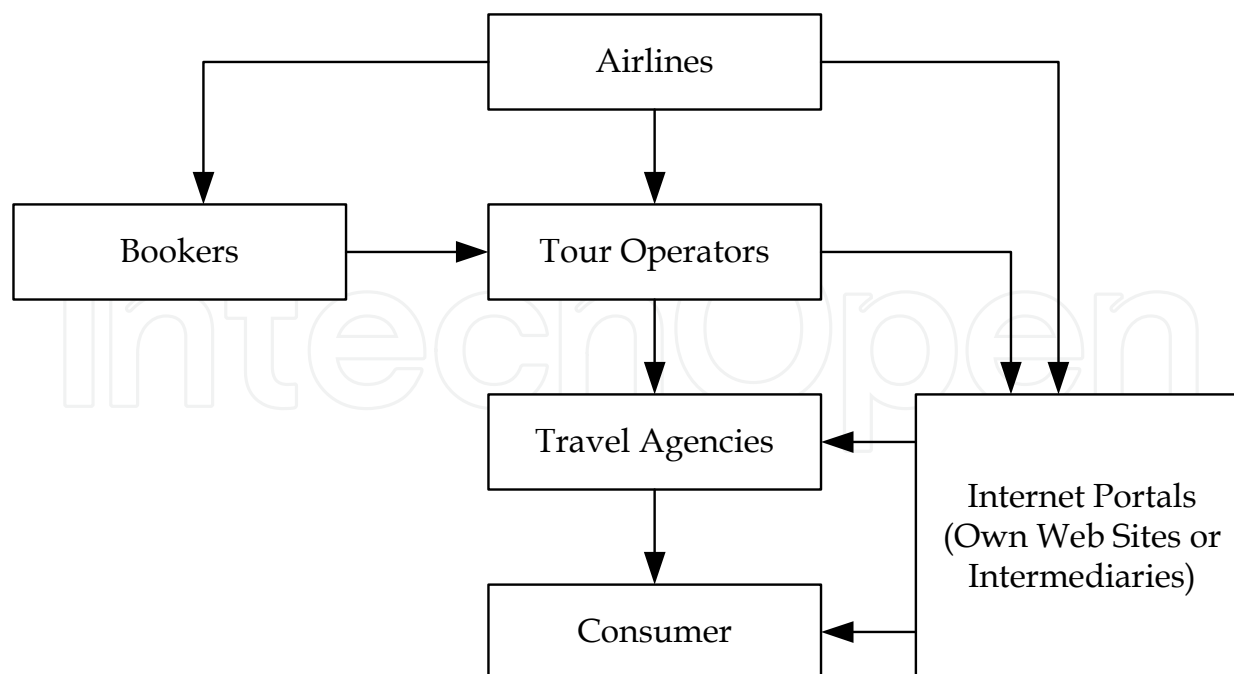 Airlines
Bookers
Tour Operators
IntechOpen
Travel Agencies
Internet Portals
(Own Web Sites or
Intermediaries)
Consumer